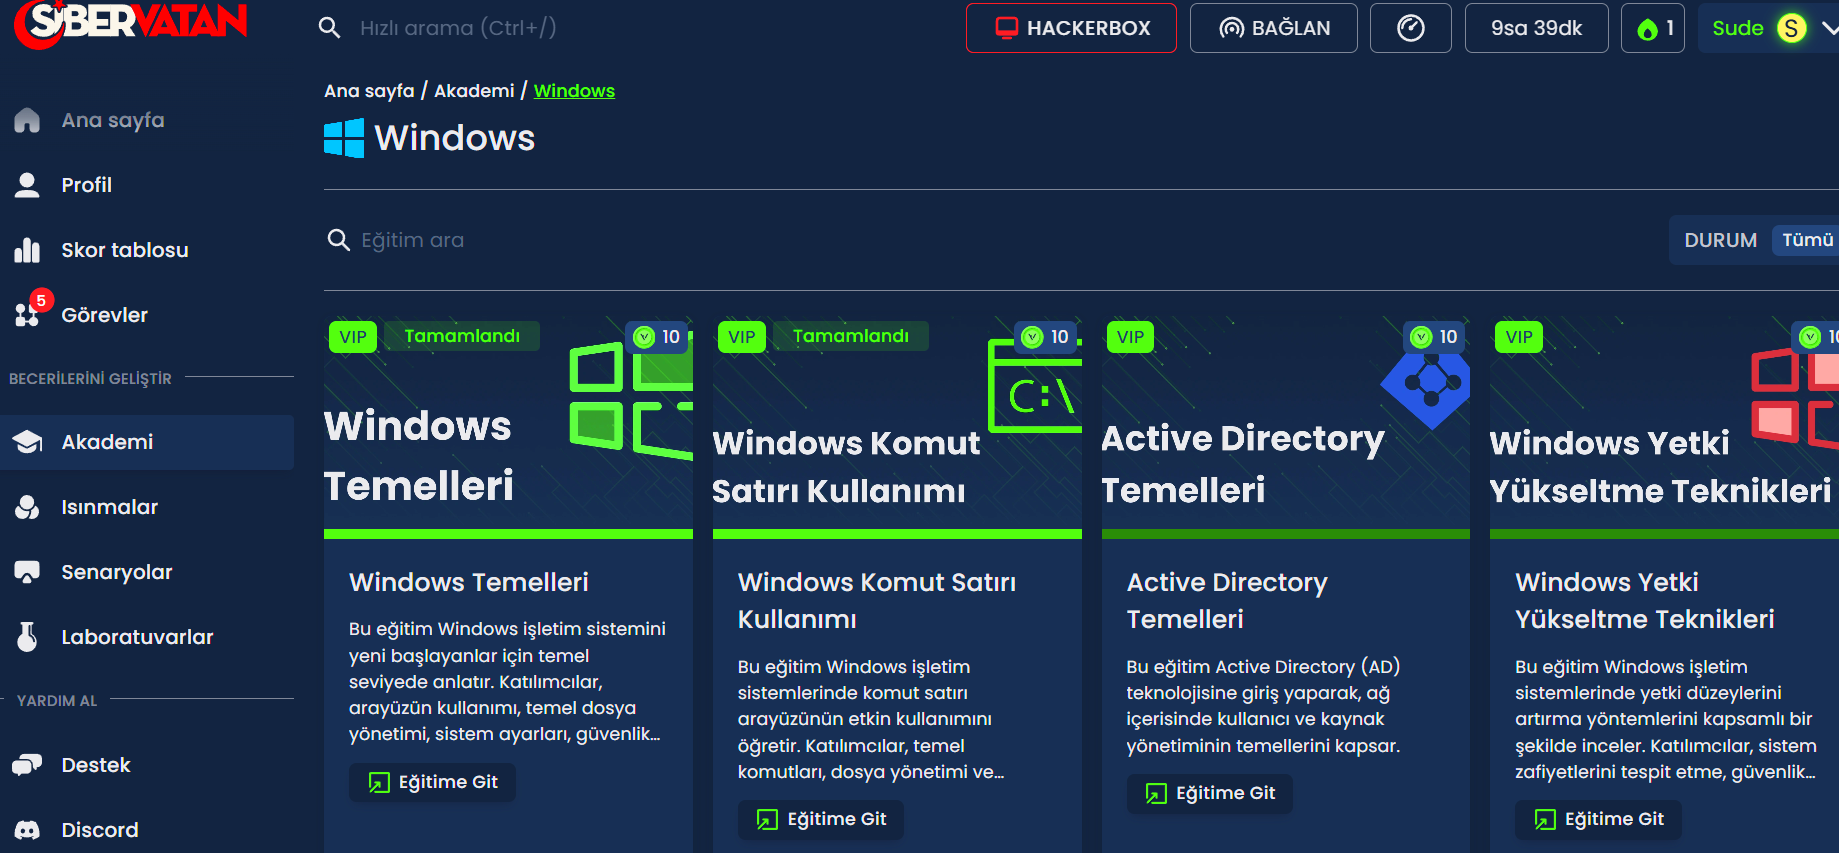 SİBERVATAN
Hızlı arama (Ctrl+/)
HACKERBOX
BAĞLAN
9sa 39dk
1
Sude
S
Ana sayfa / Akademi / Windows
Windows
Ana sayfa
Profil
Skor tablosu
5
Görevler
BECERİLERİNİ GELİŞTİR
Akademi
Isınmalar
Senaryolar
Laboratuvarlar
YARDIM AL
Destek
Discord
Eğitim ara
DURUM
Tümü
VIP
Tamamlandı
10
Windows
Temelleri
Windows Temelleri
Bu eğitim Windows işletim sistemini
yeni başlayanlar için temel
seviyede anlatır. Katılımcılar,
arayüzün kullanımı, temel dosya
yönetimi, sistem ayarları, güvenlik...
Eğitime Git
VIP
Tamamlandı
10
C:\
Windows Komut
Satırı Kullanımı
Windows Komut Satırı
Kullanımı
Bu eğitim Windows işletim
sistemlerinde komut satırı
arayüzünün etkin kullanımını
öğretir. Katılımcılar, temel
komutları, dosya yönetimi ve...
Eğitime Git
VIP
10
Active Directory
Temelleri
Active Directory
Temelleri
Bu eğitim Active Directory (AD)
teknolojisine giriş yaparak, ağ
içerisinde kullanıcı ve kaynak
yönetiminin temellerini kapsar.
Eğitime Git
VIP
10
Windows Yetki
Yükseltme Teknikleri
Windows Yetki
Yükseltme Teknikleri
Bu eğitim Windows işletim
sistemlerinde yetki düzeylerini
artırma yöntemlerini kapsamlı bir
şekilde inceler. Katılımcılar, sistem
zafiyetlerini tespit etme, güvenlik...
Eğitime Git